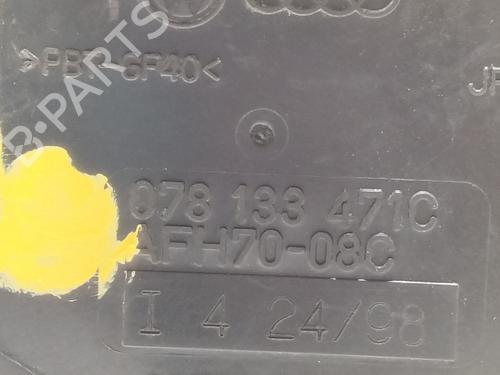 B-PARTS
>PBT-GF40<
078 133 471C
AFH70-08C
I 4 24/98